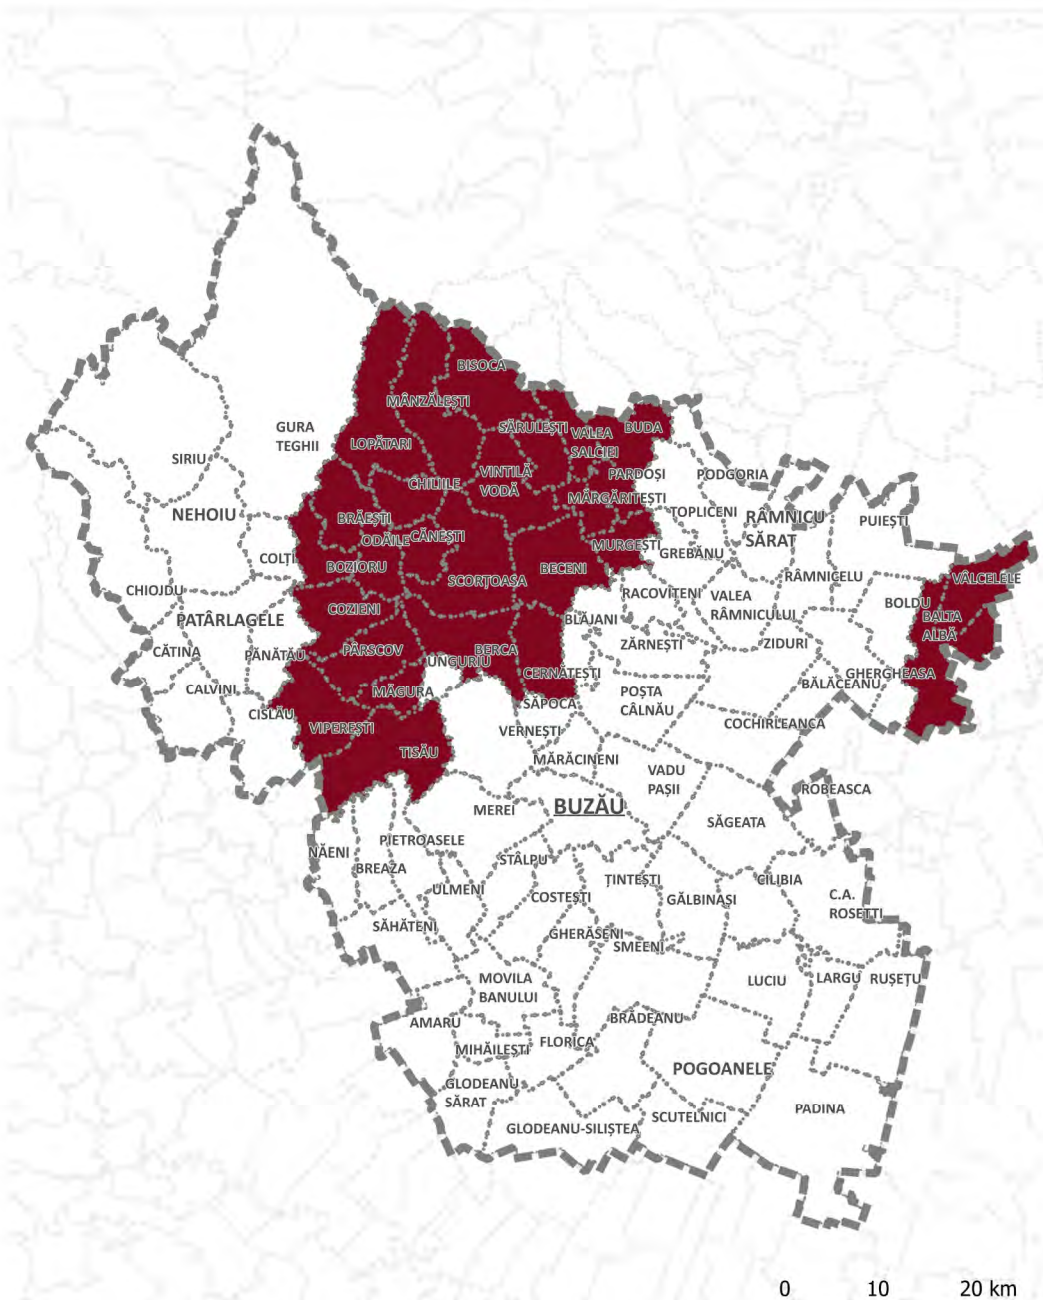 BISOCA
MÂNZĂLEȘTI
GURA
TEGHII
LOPĂTARI
SĂRULEȘTI
VALEA
SALCIEI
BUDA
SIRIU
CHILIILE
VINTILĂ
VODĂ
PARDOȘI
PODGORIA
MĂRGĂRITEȘTI
NEHOIU
BRĂEȘTI
ODĂILE
CĂNEȘTI
TOPLICENI
RÂMNICU
SĂRAT
PUIEȘTI
COLȚI
BOZIORU
SCORȚOASA
BECENI
MURGEȘTI
GREBĂNU
RÂMNICELU
VÂLCELELE
CHIOJDU
COZIENI
RACOVIȚENI
VALEA
RÂMNICULUI
BOLDU
BALTA
ALBĂ
PATÂRLAGELE
BLĂJANI
CĂTINA
PĂNĂTĂU
PÂRSCOV
UNGURIU
BERCA
ZĂRNEȘTI
ZIDURI
CERNĂTEȘTI
GHERGHEASA
BĂLĂCEANU
CALVINI
MĂGURA
POȘTA
CÂLNĂU
CISLĂU
SĂPOCA
VIPEREȘTI
VERNEȘTI
COCHIRLEANCA
TISĂU
MĂRĂCINENI
VADU
PAȘII
ROBEASCA
MEREI
BUZĂU
SĂGEATA
NĂENI
PIETROASELE
BREAZA
STÂLPU
ULMENI
COSTEȘTI
ȚINTEȘTI
CILIBIA
GĂLBINAȘI
C.A.
ROSETTI
SĂHĂTENI
GHERĂSENI
SMEENI
MOVILA
BANULUI
LUCIU
LARGU
RUȘEȚU
AMARU
BRĂDEANU
MIHĂILEȘTI
FLORICA
POGOANELE
GLODEANU
SĂRAT
PADINA
GLODEANU-SILIȘTEA
SCUTELNICI
0 10 20 km